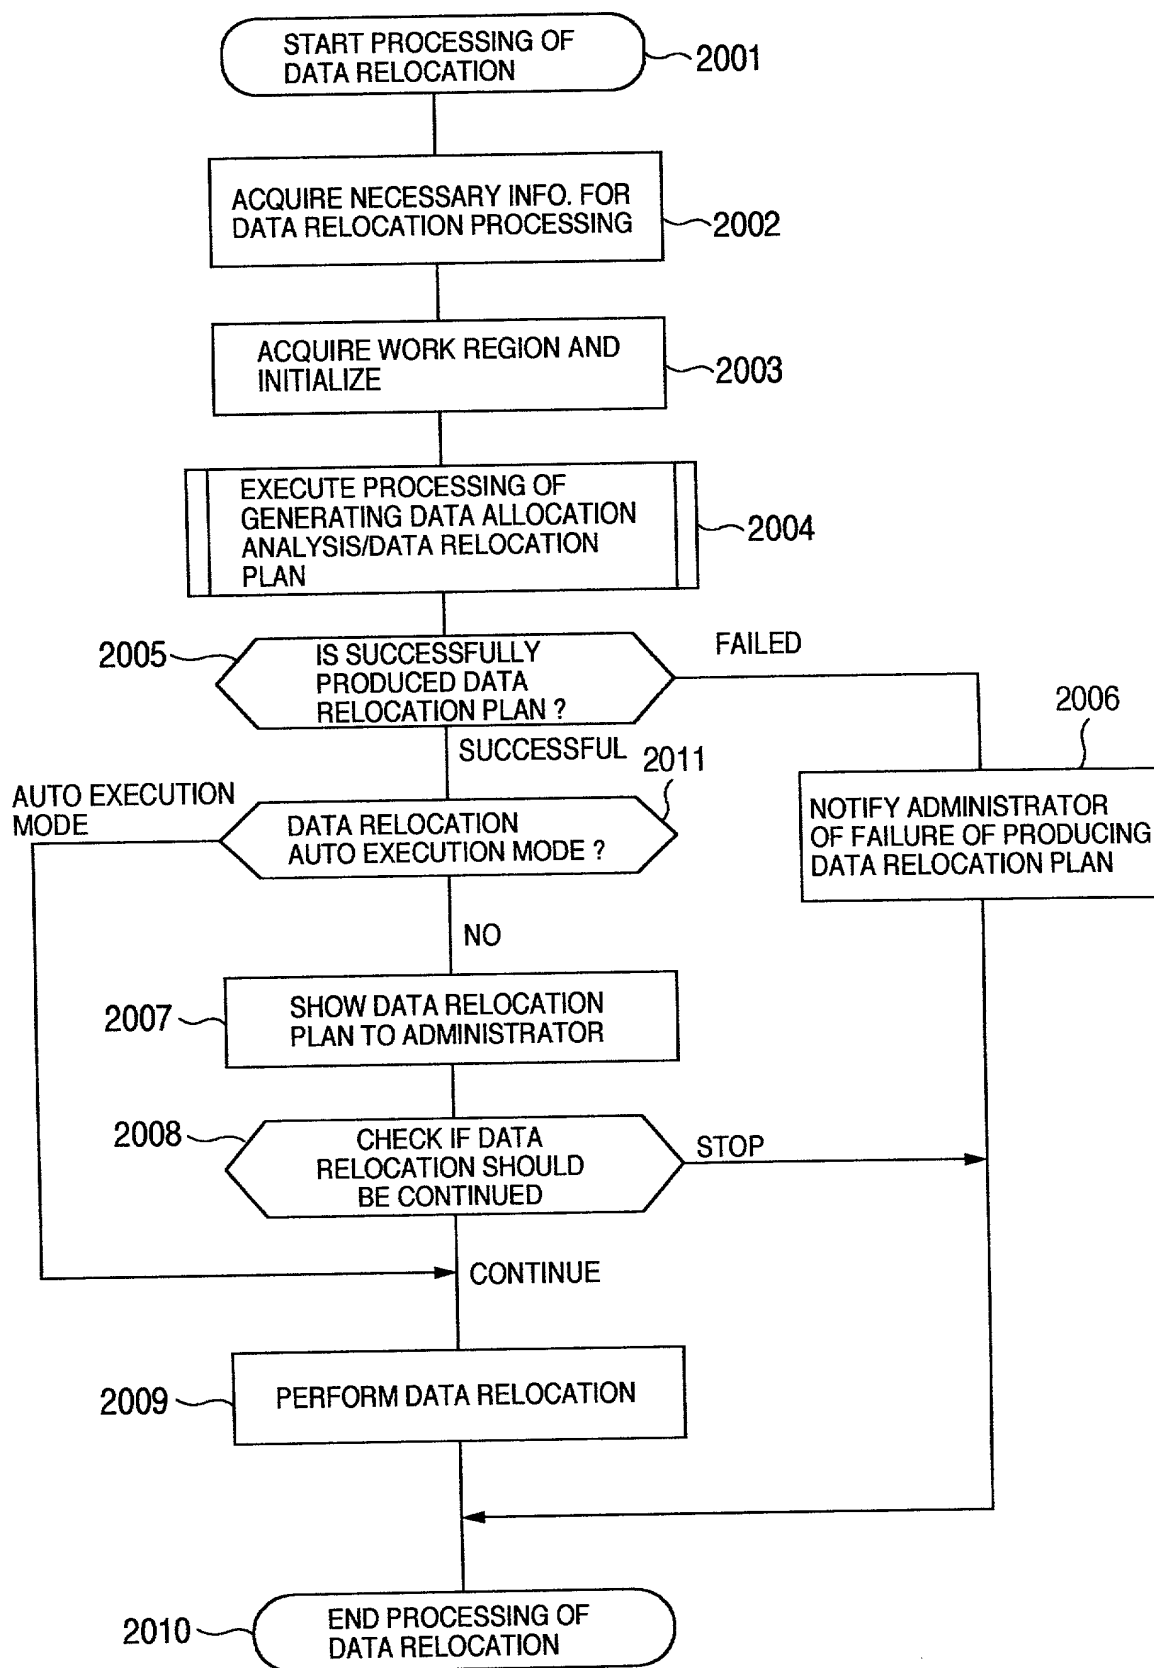 START PROCESSING OF
DATA RELOCATION
2001
ACQUIRE NECESSARY INFO. FOR
DATA RELOCATION PROCESSING
2002
ACQUIRE WORK REGION AND
INITIALIZE
2003
EXECUTE PROCESSING OF
GENERATING DATA ALLOCATION
ANALYSIS/DATA RELOCATION
PLAN
2004
2005
IS SUCCESSFULLY
PRODUCED DATA
RELOCATION PLAN ?
FAILED
SUCCESSFUL
2006
NOTIFY ADMINISTRATOR
OF FAILURE OF PRODUCING
DATA RELOCATION PLAN
2011
AUTO EXECUTION
MODE
DATA RELOCATION
AUTO EXECUTION MODE ?
NO
2007
SHOW DATA RELOCATION
PLAN TO ADMINISTRATOR
2008
CHECK IF DATA
RELOCATION SHOULD
BE CONTINUED
STOP
CONTINUE
2009
PERFORM DATA RELOCATION
2010
END PROCESSING OF
DATA RELOCATION